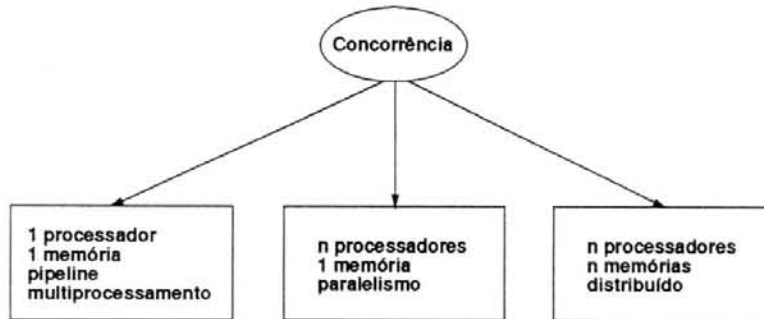 Concorrência
1 processador
1 memória
pipeline
multiprocessamento
n processadores
1 memória
paralelismo
n processadores
n memórias
distribuído